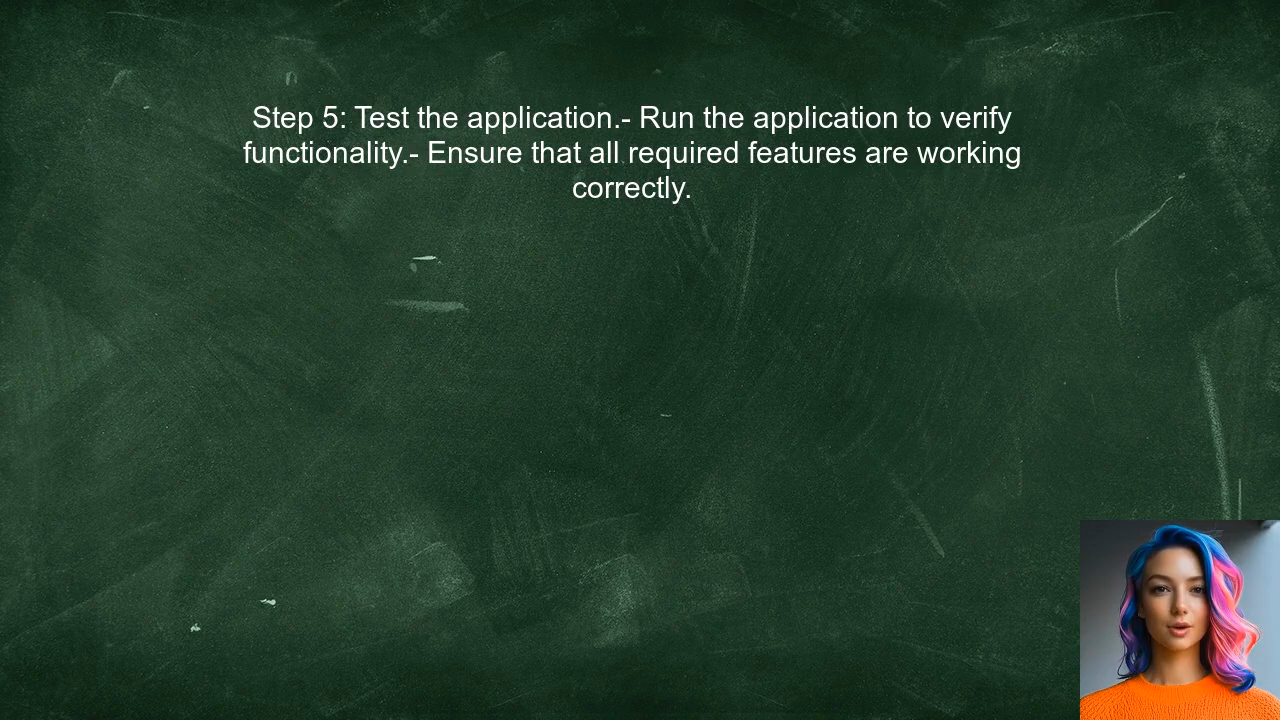 Step 5: Test the application.- Run the application to verify
functionality.- Ensure that all required features are working
correctly.